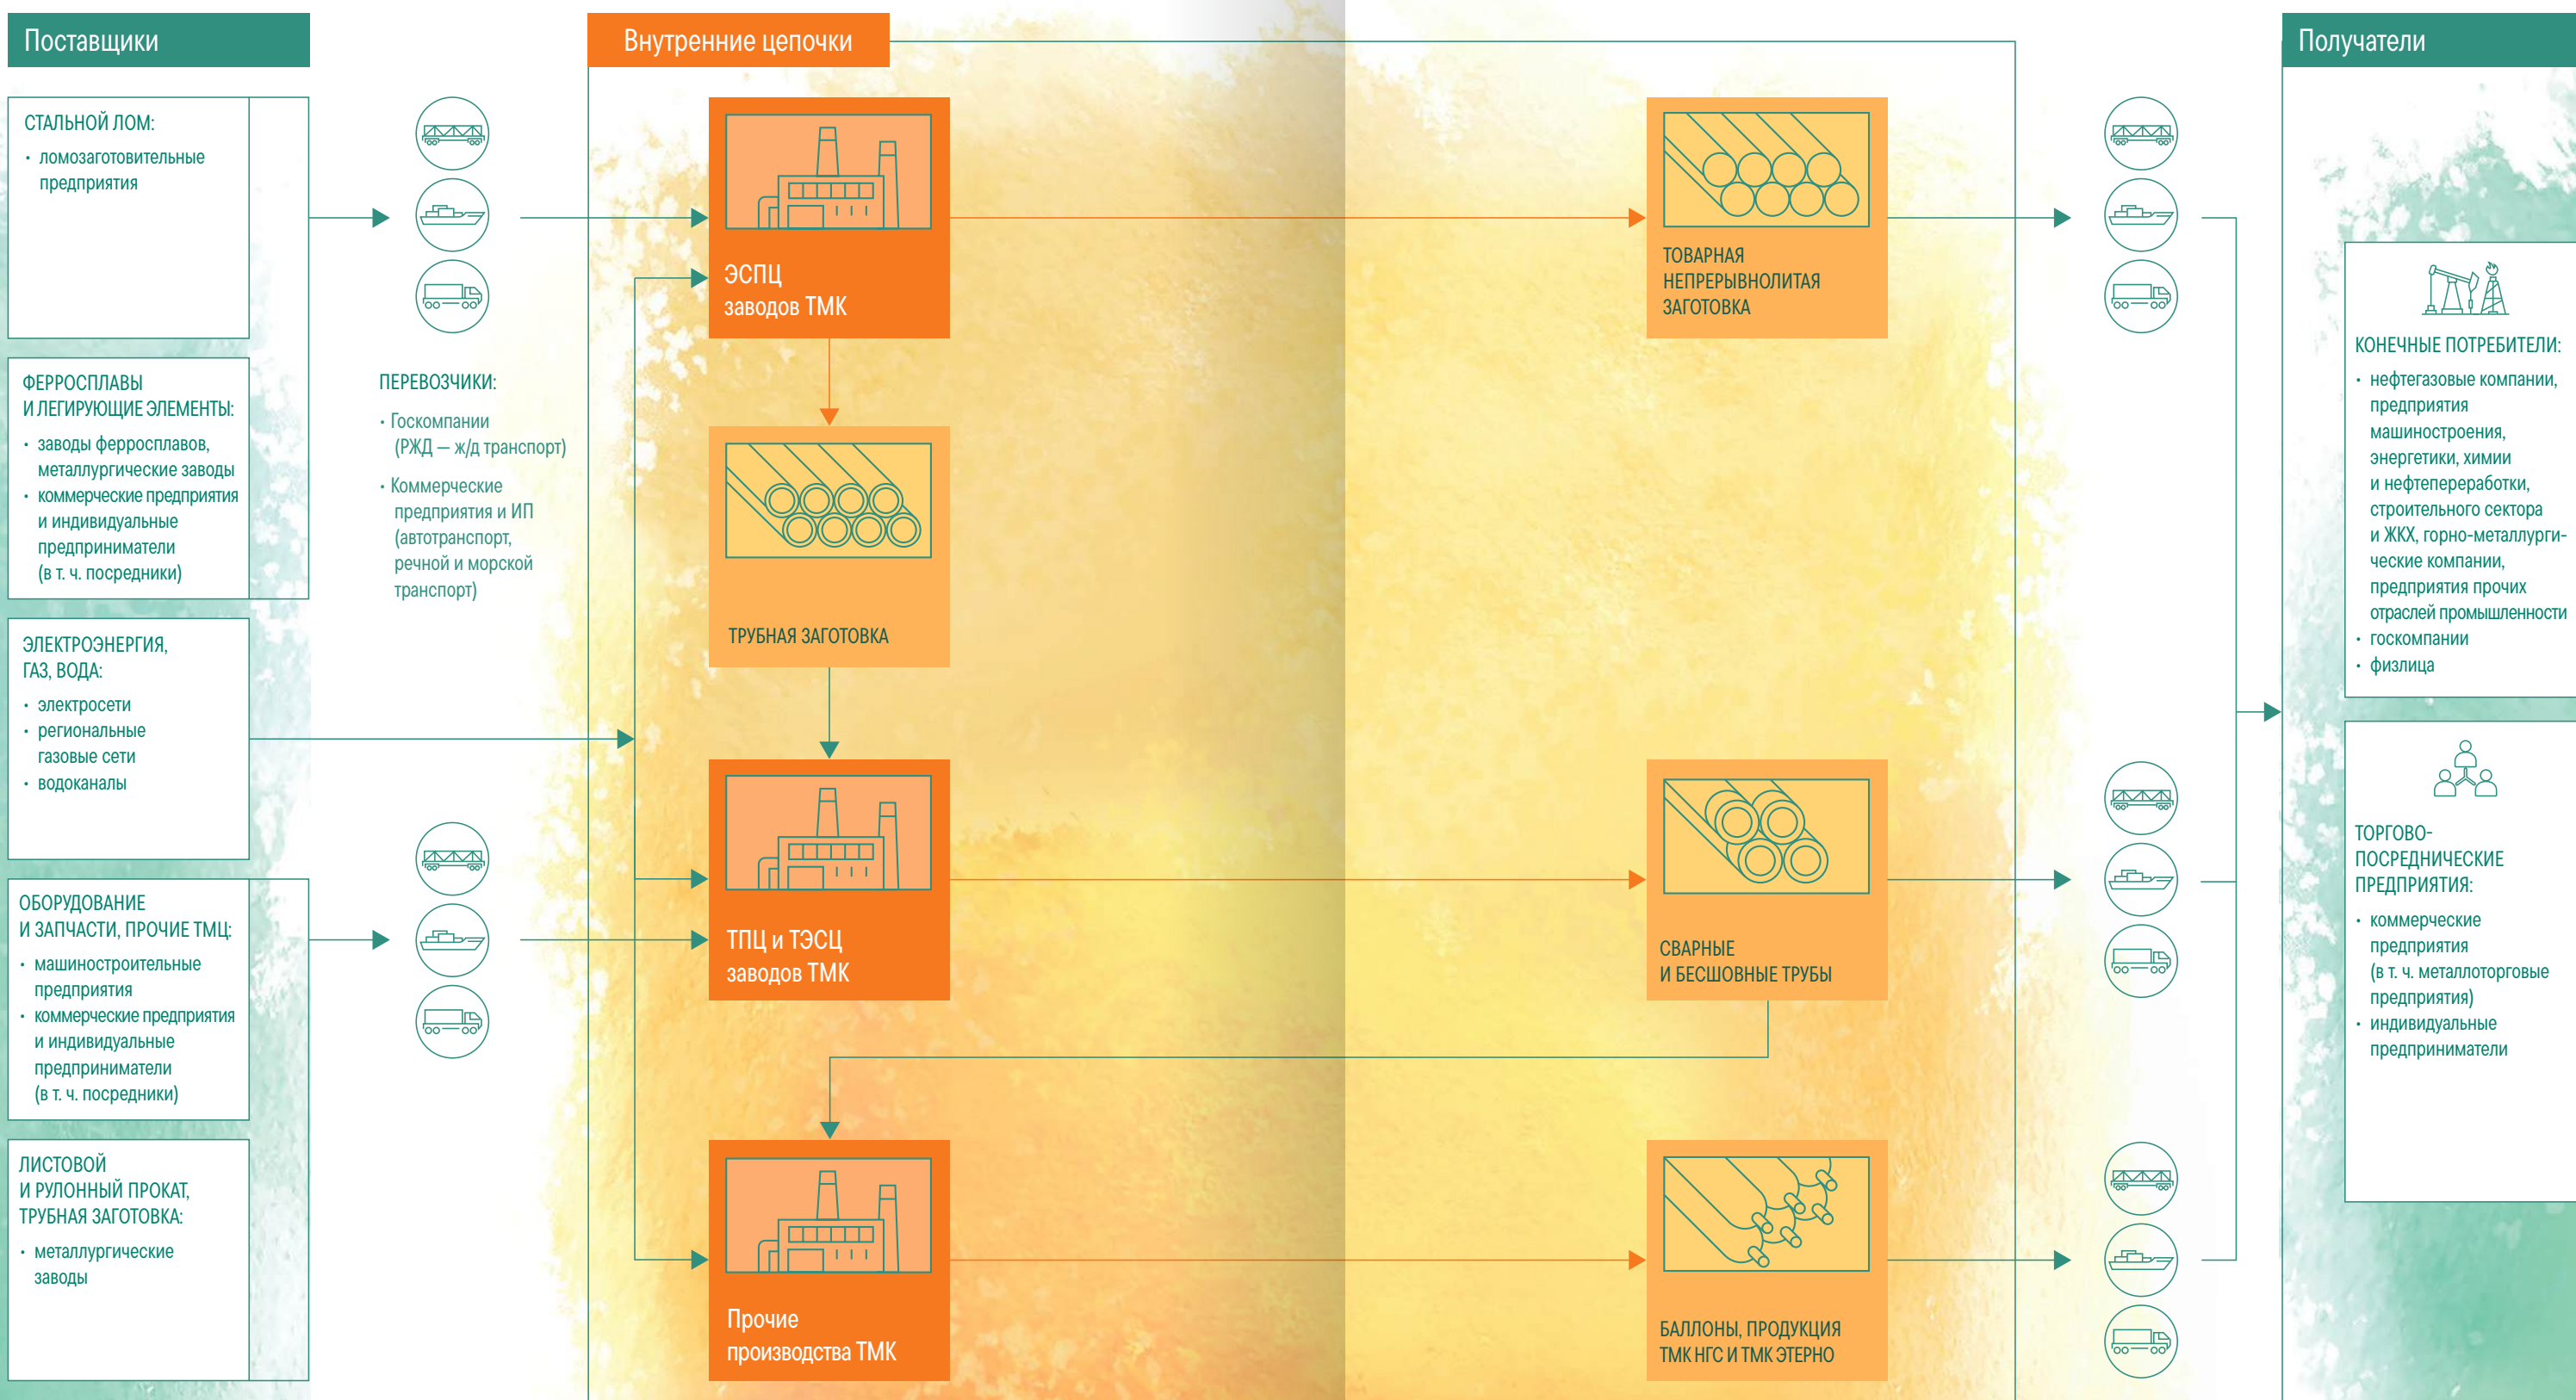 Поставщики
СТАЛЬНОЙ ЛОМ:
• ломозаготовительные
предприятия
ФЕРРОСПЛАВЫ
И ЛЕГИРУЮЩИЕ ЭЛЕМЕНТЫ:
• заводы ферросплавов,
металлургические заводы
• коммерческие предприятия
и индивидуальные
предприниматели
(в т. ч. посредники)
ЭЛЕКТРОЭНЕРГИЯ,
ГАЗ, ВОДА:
• электросети
• региональные
газовые сети
• водоканалы
ОБОРУДОВАНИЕ
И ЗАПЧАСТИ, ПРОЧИЕ ТМЦ:
• машиностроительные
предприятия
• коммерческие предприятия
и индивидуальные
предприниматели
(в т. ч. посредники)
ЛИСТОВОЙ
И РУЛОННЫЙ ПРОКАТ,
ТРУБНАЯ ЗАГОТОВКА:
• металлургические
заводы
ПЕРЕВОЗЧИКИ:
• Госкомпании
(РЖД — ж/д транспорт)
• Коммерческие
предприятия и ИП
(автотранспорт,
речной и морской
транспорт)
Внутренние цепочки
ЭСПЦ
заводов ТМК
ТРУБНАЯ ЗАГОТОВКА
ТПЦ и ТЭСЦ
заводов ТМК
Прочие
производства ТМК
ТОВАРНАЯ
НЕПРЕРЫВНОЛИТАЯ
ЗАГОТОВКА
СВАРНЫЕ
И БЕСШОВНЫЕ ТРУБЫ
БАЛЛОНЫ, ПРОДУКЦИЯ
ТМК НГС И ТМК ЭТЕРНО
Получатели
КОНЕЧНЫЕ ПОТРЕБИТЕЛИ:
• нефтегазовые компании,
предприятия
машиностроения,
энергетики, химии
и нефтепереработки,
строительного сектора
и ЖКХ, горно-металлурги-
ческие компании,
предприятия прочих
отраслей промышленности
• госкомпании
• физлица
ТОРГОВО-
ПОСРЕДНИЧЕСКИЕ
ПРЕДПРИЯТИЯ:
• коммерческие
предприятия
(в т. ч. металлоторговые
предприятия)
• индивидуальные
предприниматели